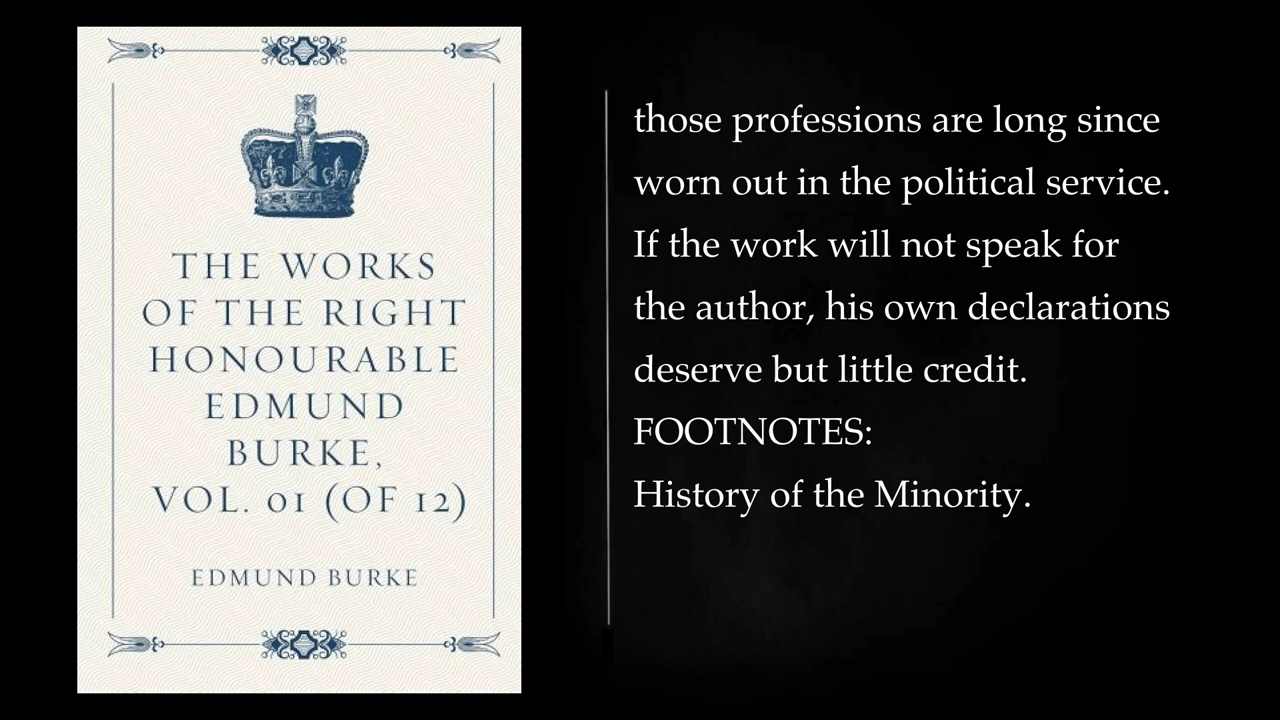 THE WORKS
OF THE RIGHT
HONOURABLE
EDMUND
BURKE,
VOL. 01 (OF 12)
EDMUND BURKE
those professions are long since
worn out in the political service.
If the work will not speak for
the author, his own declarations
deserve but little credit.
FOOTNOTES:
History of the Minority.